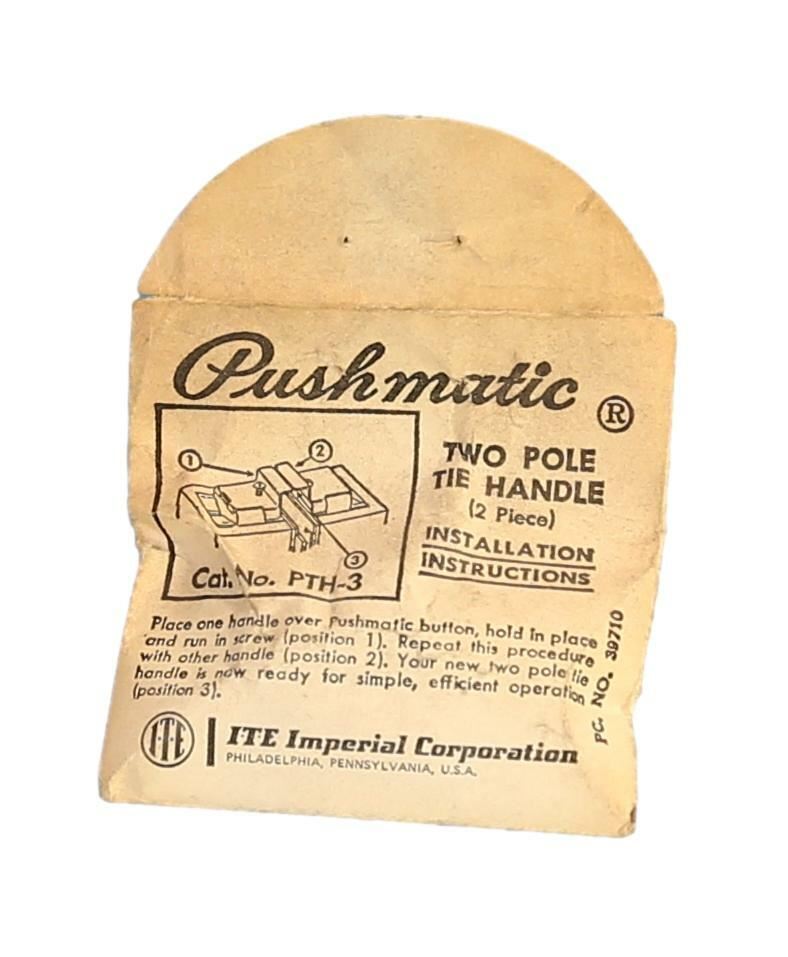 Pushmatic ®
1
2
3
Cat. No. PTH-3
TWO POLE
TIE HANDLE
(2 Piece)
INSTALLATION
INSTRUCTIONS
Place one handle over Pushmatic button, hold in place
and run in screw (position 1). Repeat this procedure
with other handle (position 2). Your new two pole tie
handle is now ready for simple, efficient operation
(position 3).
PC. NO. 39710
I-T-E
ITE Imperial Corporation
PHILADELPHIA, PENNSYLVANIA, U.S.A.